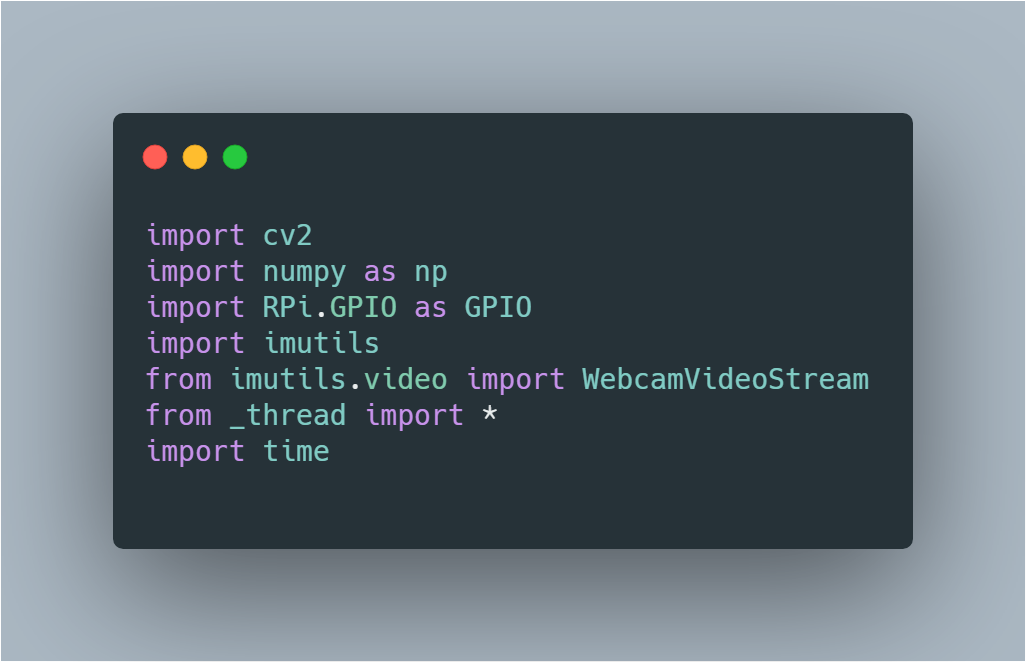 import cv2
import numpy as np
import RPi.GPIO as GPIO
import imutils
from imutils.video import WebcamVideoStream
from _thread import *
import time